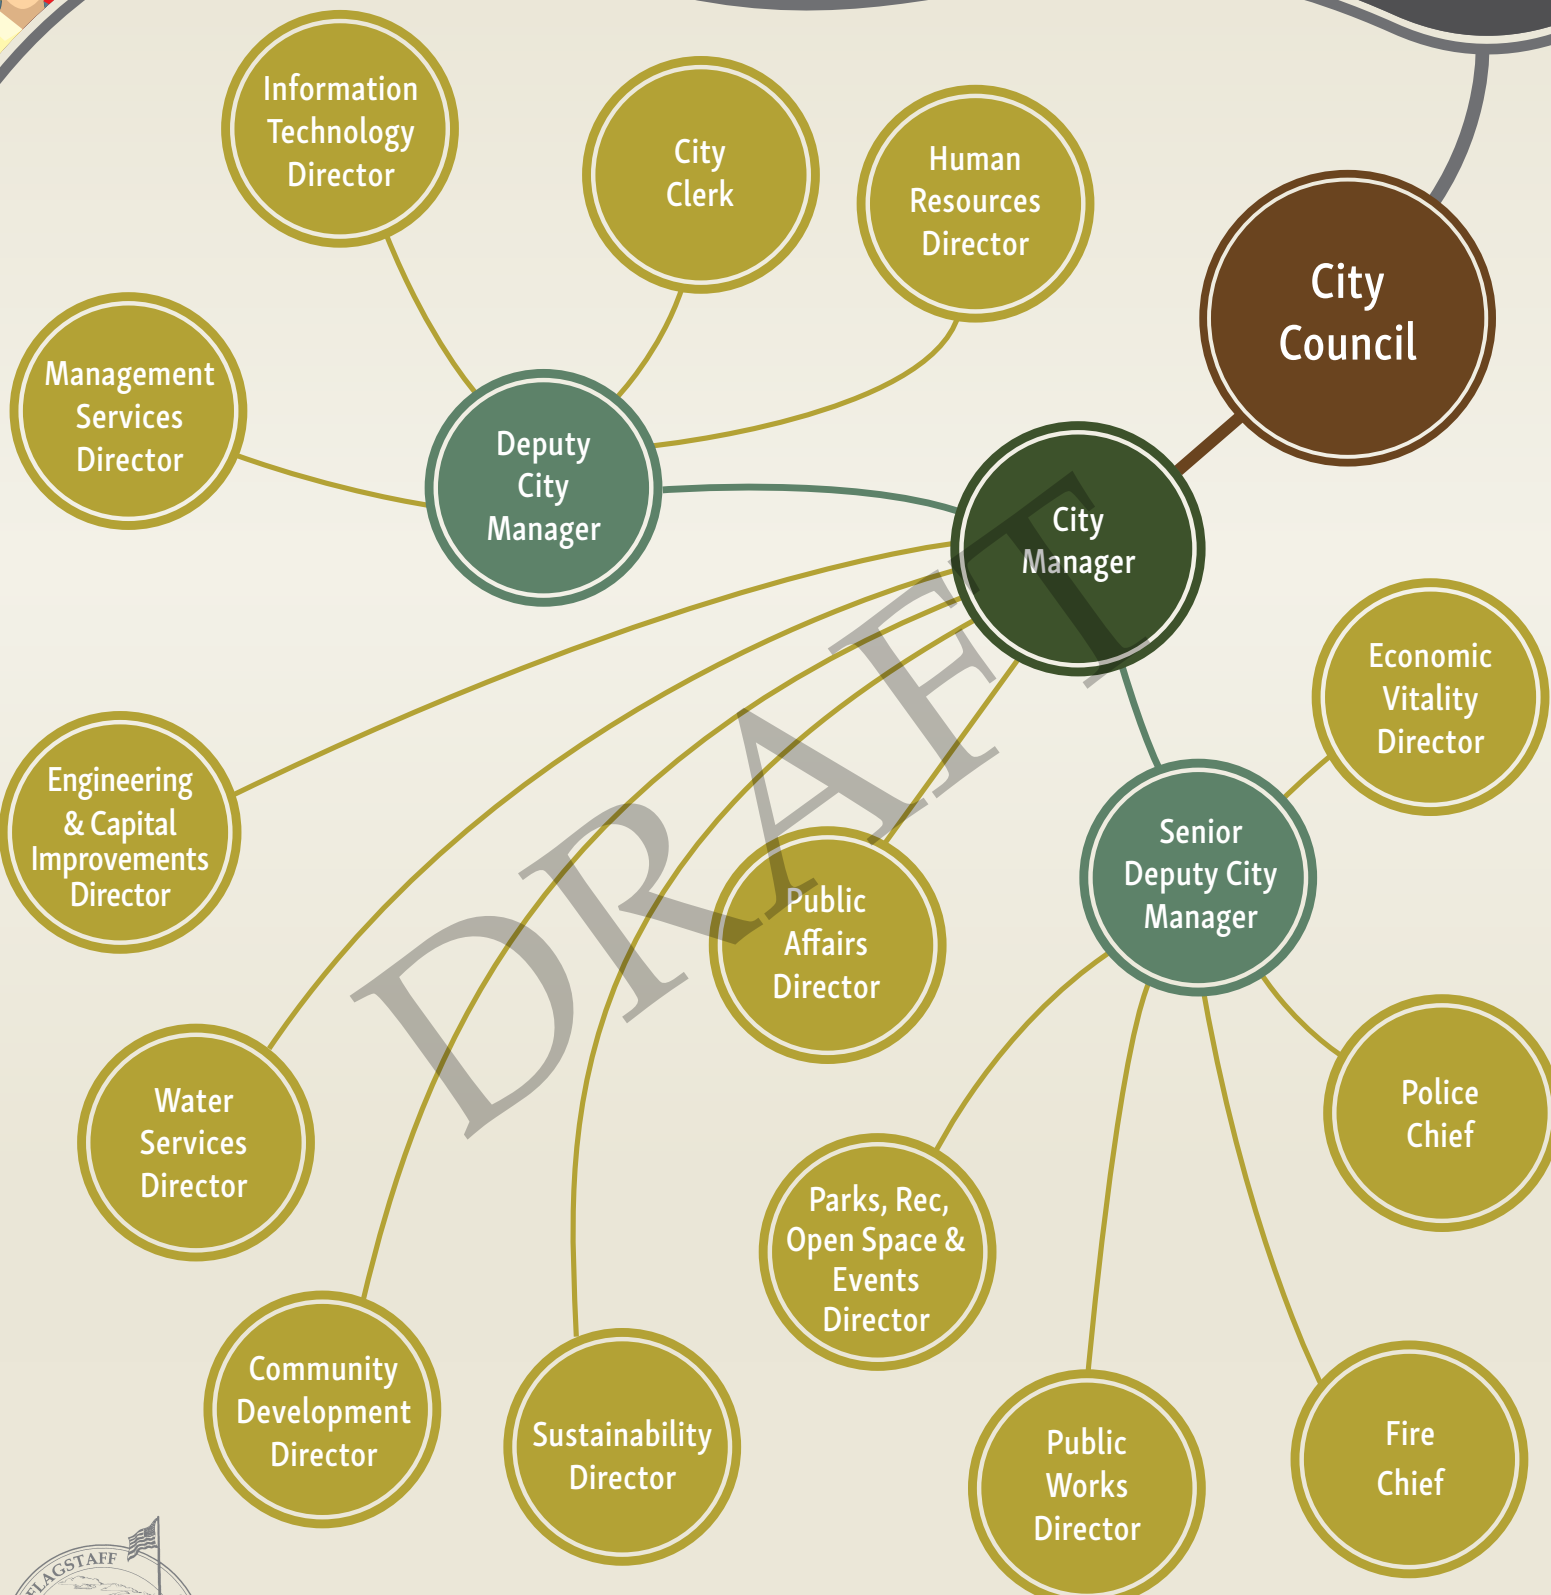 Information
Technology
Director
City
Clerk
Human
Resources
Director
City
Council
Management
Services
Director
Deputy
City
Manager
City
Manager
Economic
Vitality
Director
Engineering
& Capital
Improvements
Director
Senior
Deputy City
Manager
Public
Affairs
Director
DRAFT
Water
Services
Director
Police
Chief
Parks, Rec,
Open Space &
Events
Director
Community
Development
Director
Sustainability
Director
Public
Works
Director
Fire
Chief
FLAGSTAFF